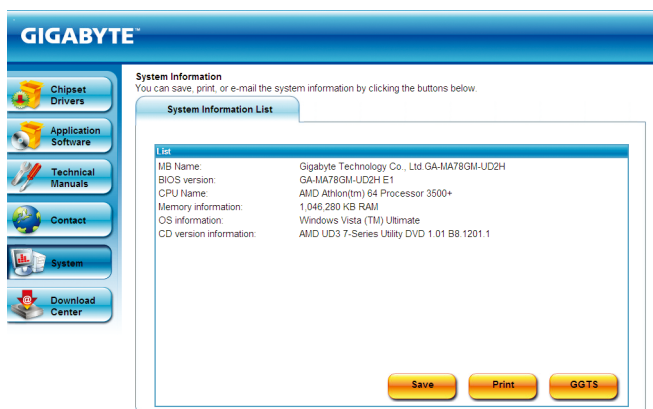 GIGABYTE™
Chipset
Drivers
Application
Software
Technical
Manuals
Contact
System
Download
Center
System Information
You can save, print, or e-mail the system information by clicking the buttons below.
System Information List
List
MB Name: Gigabyte Technology Co., Ltd.GA-MA78GM-UD2H
BIOS version: GA-MA78GM-UD2H E1
CPU Name: AMD Athlon(tm) 64 Processor 3500+
Memory information: 1,046,280 KB RAM
OS information: Windows Vista (TM) Ultimate
CD version information: AMD UD3 7-Series Utility DVD 1.01 B8.1201.1
Save Print GGTS